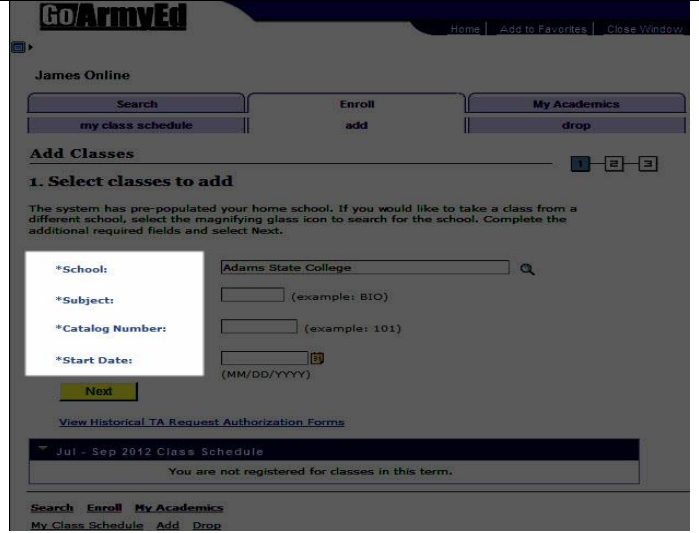 Go ArmyEd
Home | Add to Favorites | Close Window
James Online
Search Enroll My Academics
my class schedule || add || drop
Add Classes
1 2 3
1. Select classes to add
The system has pre-populated your home school. If you would like to take a class from a
different school, select the magnifying glass icon to search for the school. Complete the
additional required fields and select Next.
*School: Adams State College
*Subject: (example: BIO)
*Catalog Number: (example: 101)
*Start Date:
(MM/DD/YYYY)
Next
View Historical TA Request Authorization Forms
Jul - Sep 2012 Class Schedule
You are not registered for classes in this term.
Search Enroll My Academics
My Class Schedule Add Drop